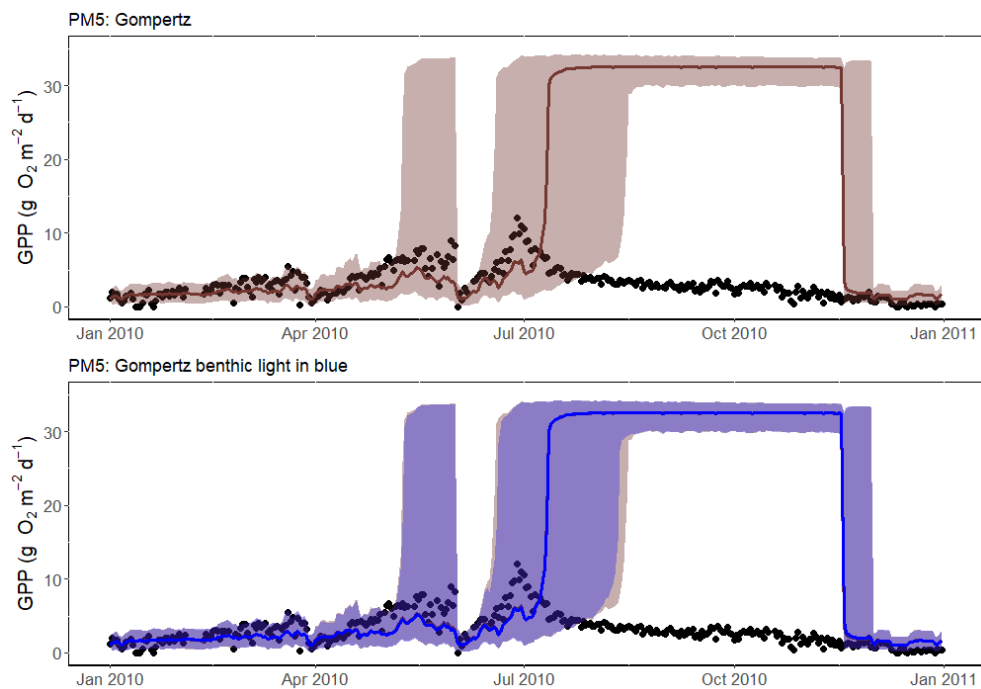 PM5: Gompertz
GPP (g O₂ m⁻² d⁻¹)
30
20
10
0
Jan 2010 Apr 2010 Jul 2010 Oct 2010 Jan 2011
PM5: Gompertz benthic light in blue
GPP (g O₂ m⁻² d⁻¹)
30
20
10
0
Jan 2010 Apr 2010 Jul 2010 Oct 2010 Jan 2011